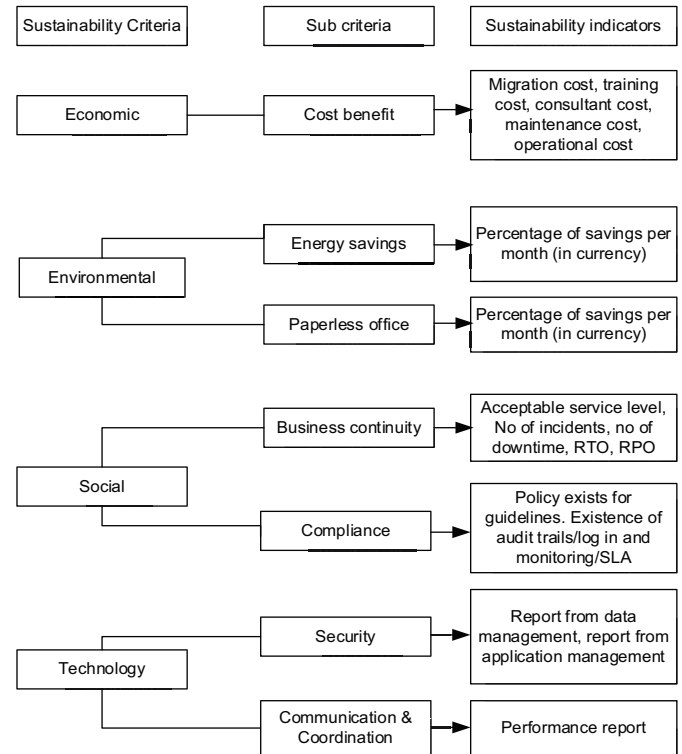 Sustainability Criteria
Sub criteria
Sustainability indicators
Economic
Cost benefit
Migration cost, training
cost, consultant cost,
maintenance cost,
operational cost
Environmental
Energy savings
Percentage of savings per
month (in currency)
Paperless office
Percentage of savings per
month (in currency)
Social
Business continuity
Acceptable service level,
No of incidents, no of
downtime, RTO, RPO
Compliance
Policy exists for
guidelines. Existence of
audit trails/log in and
monitoring/SLA
Technology
Security
Report from data
management, report from
application management
Communication &
Coordination
Performance report